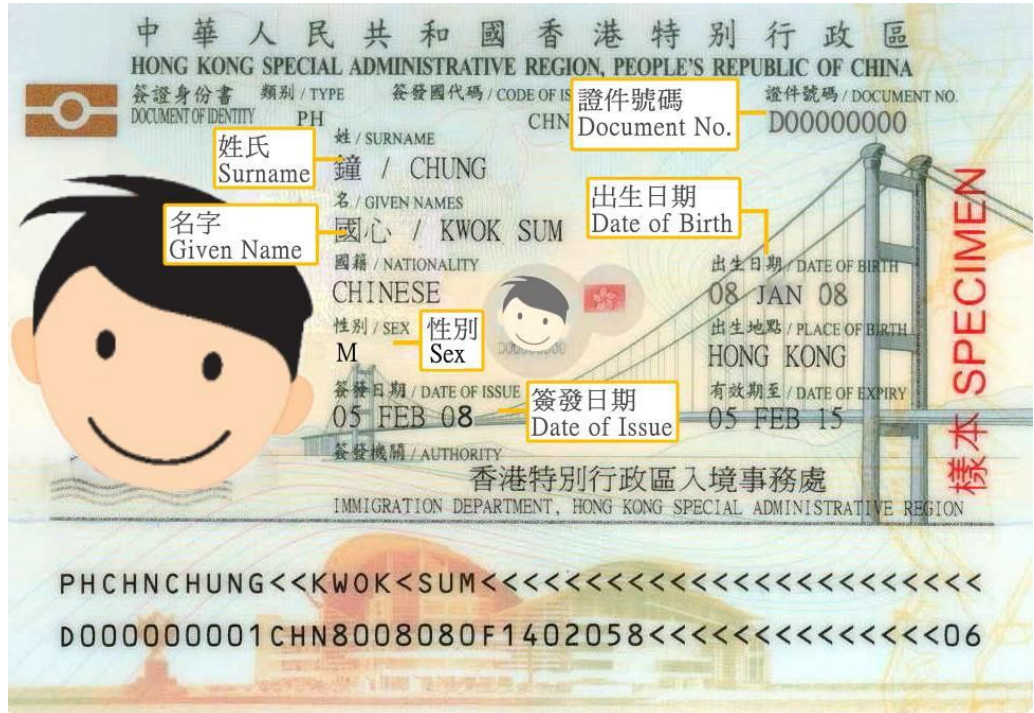 中華人民共和國香港特別行政區
HONG KONG SPECIAL ADMINISTRATIVE REGION, PEOPLE'S REPUBLIC OF CHINA
簽證身份書 類別 / TYPE 簽發國代碼 / CODE OF IS 證件號碼 / DOCUMENT NO.
DOCUMENT OF IDENTITY PH CHN D00000000
證件號碼
Document No.
姓 / SURNAME
姓氏
Surname
鐘 / CHUNG
名 / GIVEN NAMES
名字
Given Name
國心 / KWOK SUM
出生日期
Date of Birth
國籍 / NATIONALITY 出生日期 / DATE OF BIRTH
CHINESE 08 JAN 08
性別 / SEX 出生地點 / PLACE OF BIRTH
性別
Sex
M HONG KONG
簽發日期 / DATE OF ISSUE 有效期至 / DATE OF EXPIRY
05 FEB 08 05 FEB 15
簽發日期
Date of Issue
簽發機關 / AUTHORITY
香港特別行政區入境事務處
IMMIGRATION DEPARTMENT, HONG KONG SPECIAL ADMINISTRATIVE REGION
樣本 SPECIMEN
PHCHNCHUNG<<KWOK<SUM<<<<<<<<<<<<<<<<<<<<<<<<
D000000001CHN8008080F1402058<<<<<<<<<<<<<<06